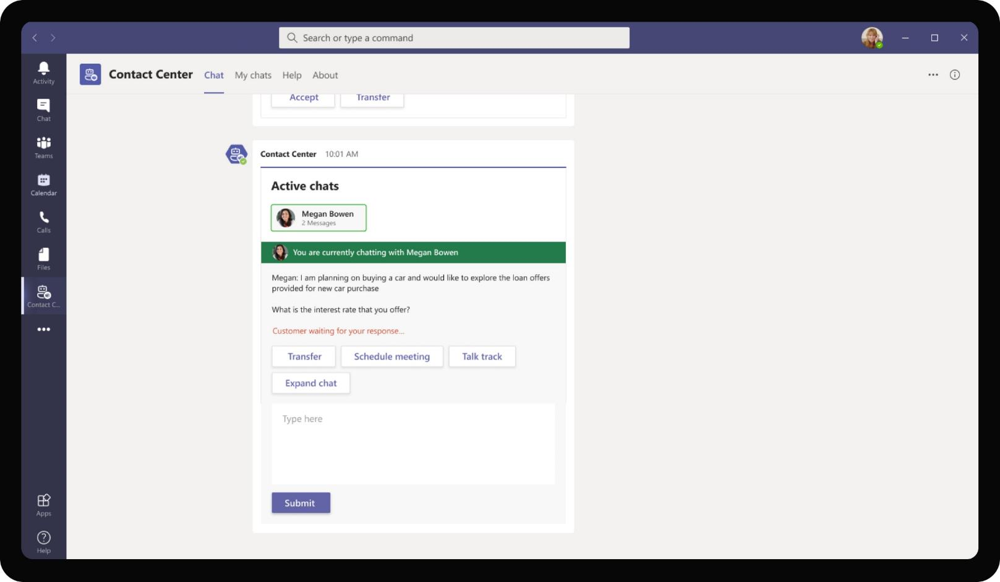 Search or type a command
Activity
Chat
Teams
Calendar
Calls
Files
Contact C...
Apps
Help
Contact Center
Chat
My chats
Help
About
Accept
Transfer
Contact Center 10:01 AM
Active chats
Megan Bowen
2 Messages
You are currently chatting with Megan Bowen
Megan: I am planning on buying a car and would like to explore the loan offers
provided for new car purchase
What is the interest rate that you offer?
Customer waiting for your response...
Transfer
Schedule meeting
Talk track
Expand chat
Type here
Submit